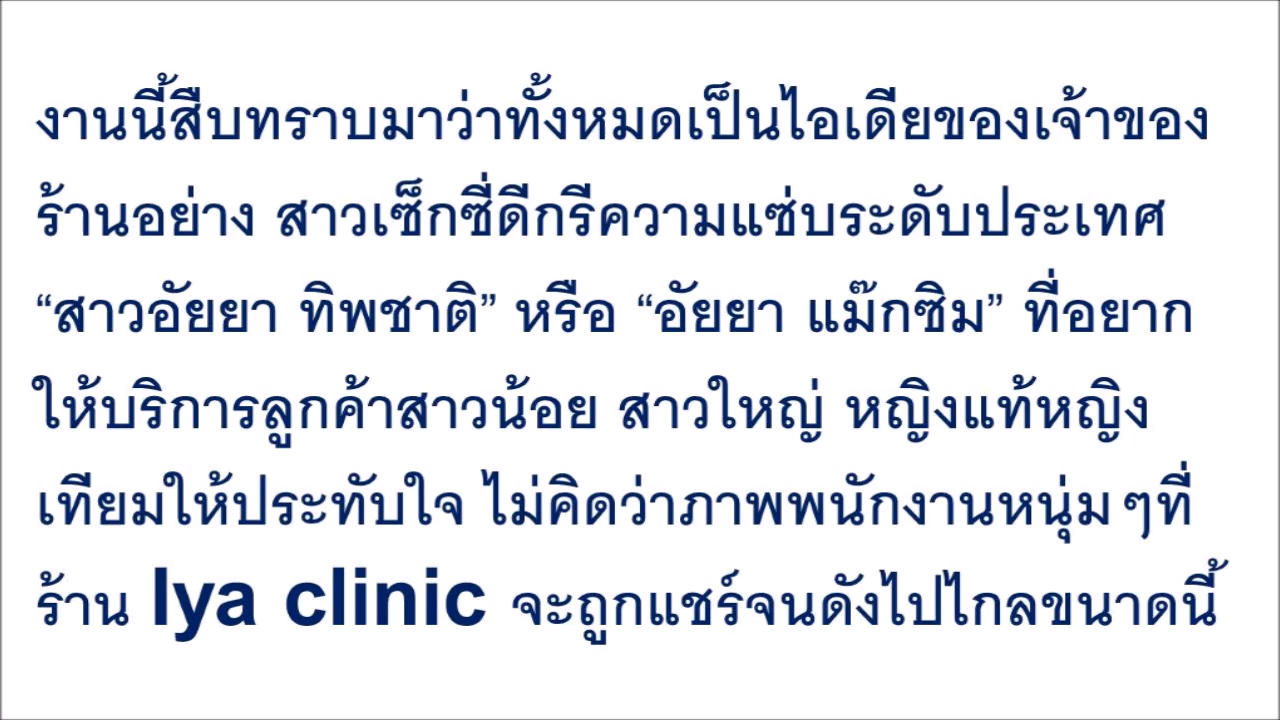 งานนี้สืบทราบมาว่าทั้งหมดเป็นไอเดียของเจ้าของ
ร้านอย่าง สาวเซ็กซี่ดีกรีความแซ่บระดับประเทศ
“สาวอัยยา ทิพชาติ” หรือ “อัยยา แม๊กซิม” ที่อยาก
ให้บริการลูกค้าสาวน้อย สาวใหญ่ หญิงแท้หญิง
เทียมให้ประทับใจ ไม่คิดว่าภาพพนักงานหนุ่ม ๆที่
ร้าน Iya clinic จะถูกแชร์จนดังไปไกลขนาดนี้